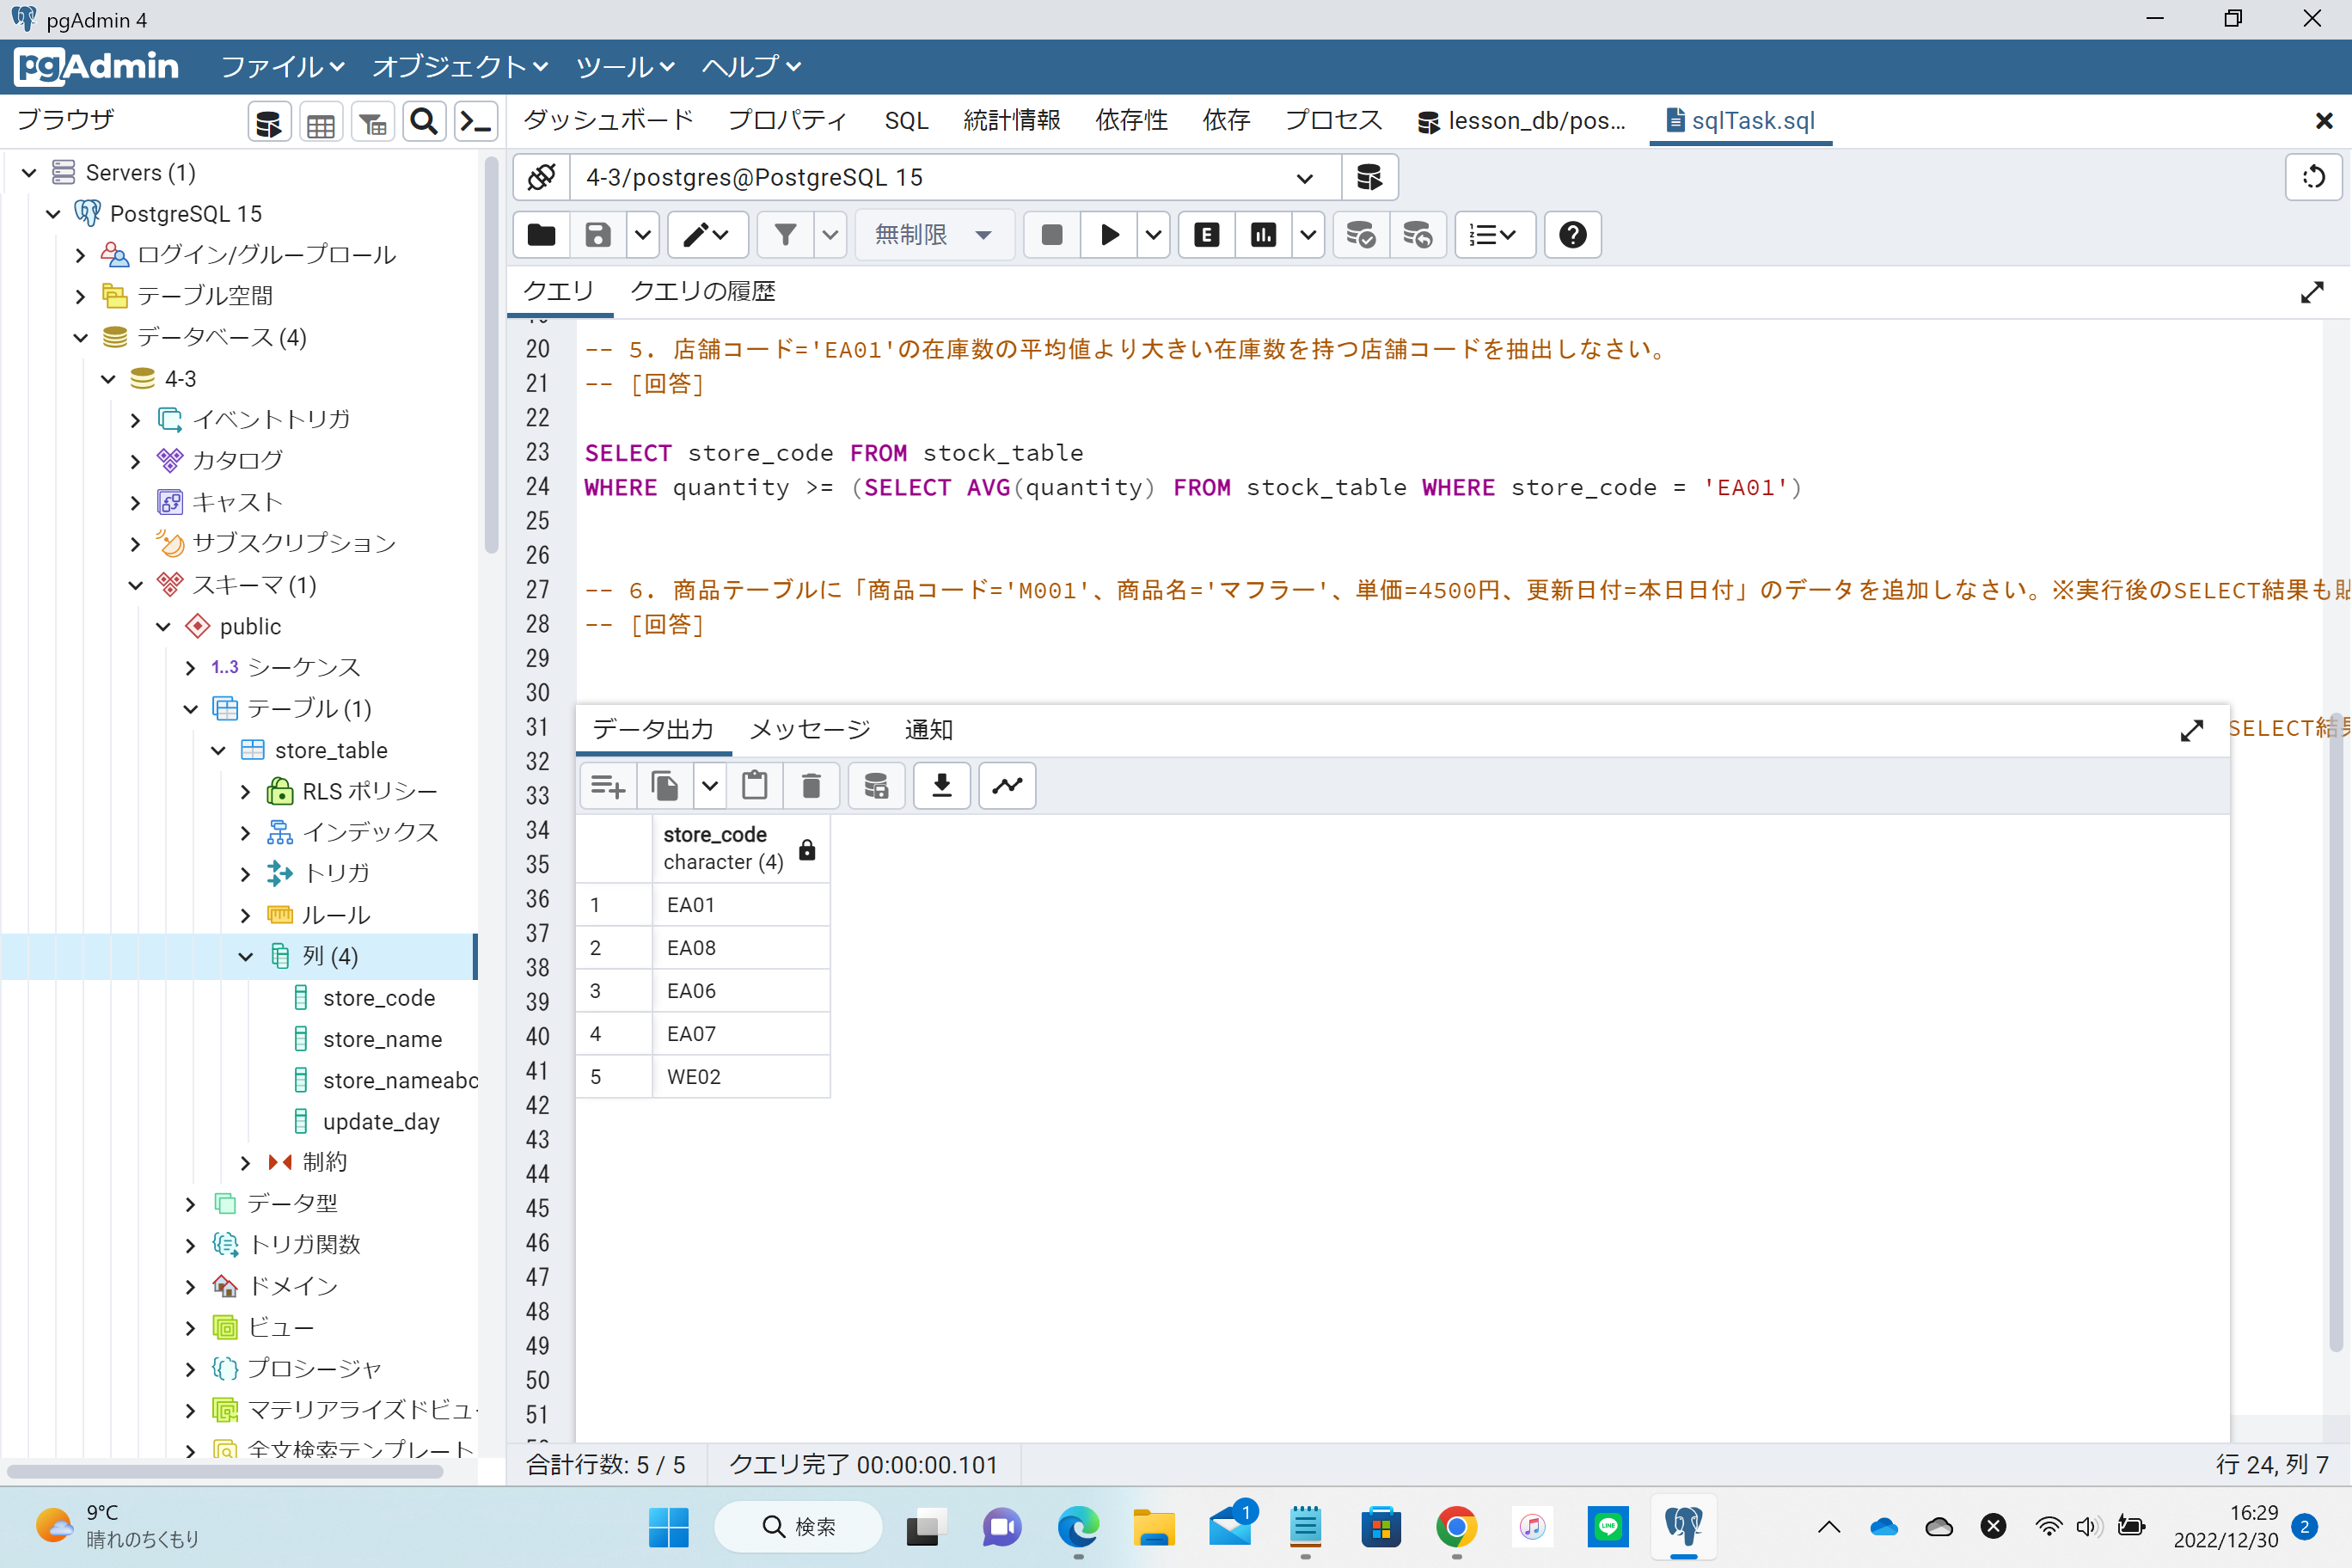 pgAdmin 4
pgAdmin ファイル オブジェクト ツール ヘルプ
ブラウザ
ダッシュボード プロパティ SQL 統計情報 依存性 依存 プロセス lesson_db/pos... sqlTask.sql
Servers (1)
PostgreSQL 15
ログイン/グループロール
テーブル空間
データベース (4)
4-3
イベントトリガ
カタログ
キャスト
サブスクリプション
スキーマ (1)
public
1..3 シーケンス
テーブル (1)
store_table
RLS ポリシー
インデックス
トリガ
ルール
列 (4)
store_code
store_name
store_nameabc
update_day
制約
データ型
トリガ関数
ドメイン
ビュー
プロシージャ
マテリアライズドビュー
全文検索テンプレート
4-3/postgres@PostgreSQL 15
無制限
E
クエリ クエリの履歴
20 -- 5. 店舗コード='EA01'の在庫数の平均値より大きい在庫数を持つ店舗コードを抽出しなさい。
21 -- [回答]
22
23 SELECT store_code FROM stock_table
24 WHERE quantity >= (SELECT AVG(quantity) FROM stock_table WHERE store_code = 'EA01')
25
26
27 -- 6. 商品テーブルに「商品コード='M001'、商品名='マフラー'、単価=4500円、更新日付=本日日付」のデータを追加しなさい。※実行後のSELECT結果も貼
28 -- [回答]
29
30
31 SELECT結果
32
33
34
35
36
37
38
39
40
41
42
43
44
45
46
47
48
49
50
51
データ出力 メッセージ 通知
store_code
character (4)
1 EA01
2 EA08
3 EA06
4 EA07
5 WE02
合計行数: 5 / 5 クエリ完了 00:00:00.101 行 24, 列 7
9°C
晴れのちくもり
検索
1
LINE
16:29
2022/12/30
2